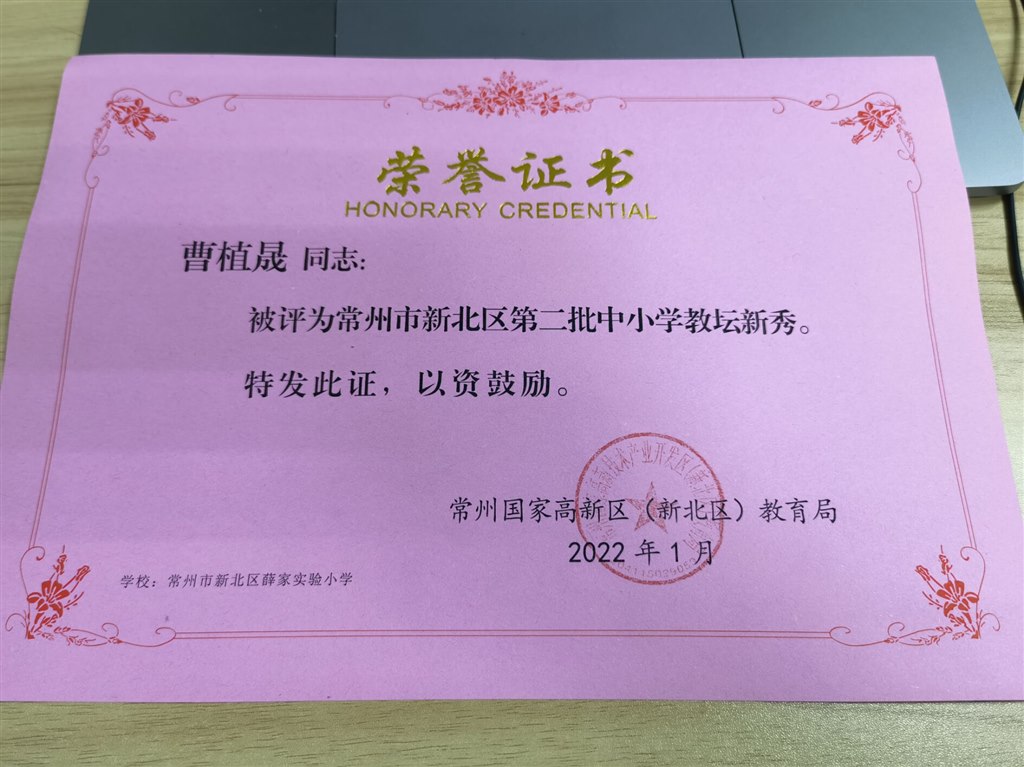 荣誉证书
HONORARY CREDENTIAL
曹植晟 同志：
被评为常州市新北区第二批中小学教坛新秀。
特发此证，以资鼓励。
常州国家高新区（新北区）教育局
2022 年 1 月
学校：常州市新北区薛家实验小学